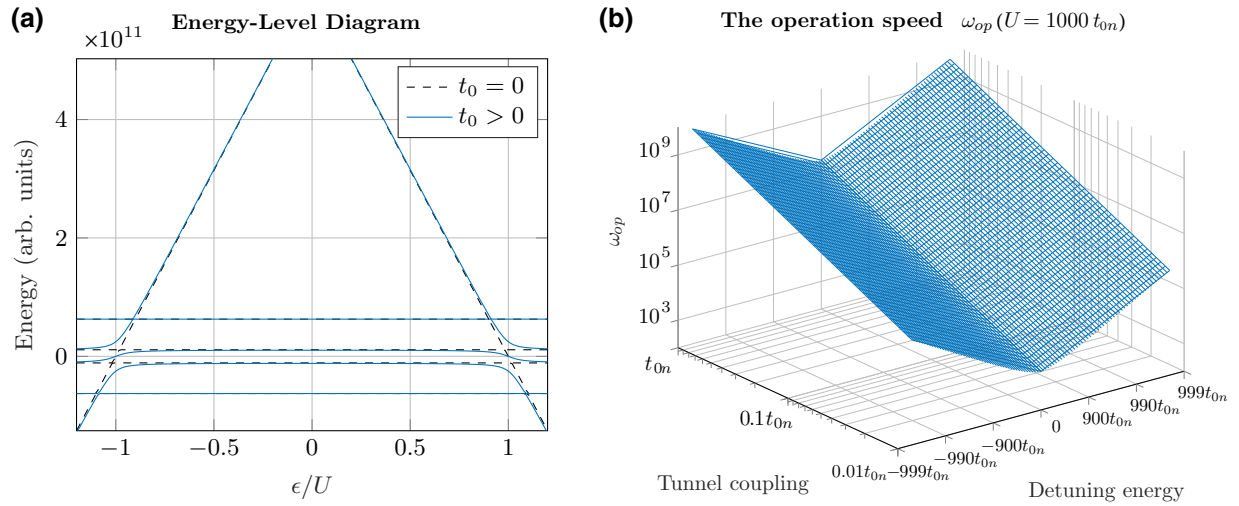 (a) Energy-Level Diagram
×10^11
t_0 = 0
t_0 > 0
4
2
0
Energy (arb. units)
−1 −0.5 0 0.5 1
ϵ/U
(b) The operation speed ω_op (U = 1000 t_0n)
10^9
10^7
10^5
10^3
ω_op
t_0n
0.1t_0n
0.01t_0n
Tunnel coupling
−999t_0n
−990t_0n
−900t_0n
0
900t_0n
990t_0n
999t_0n
Detuning energy